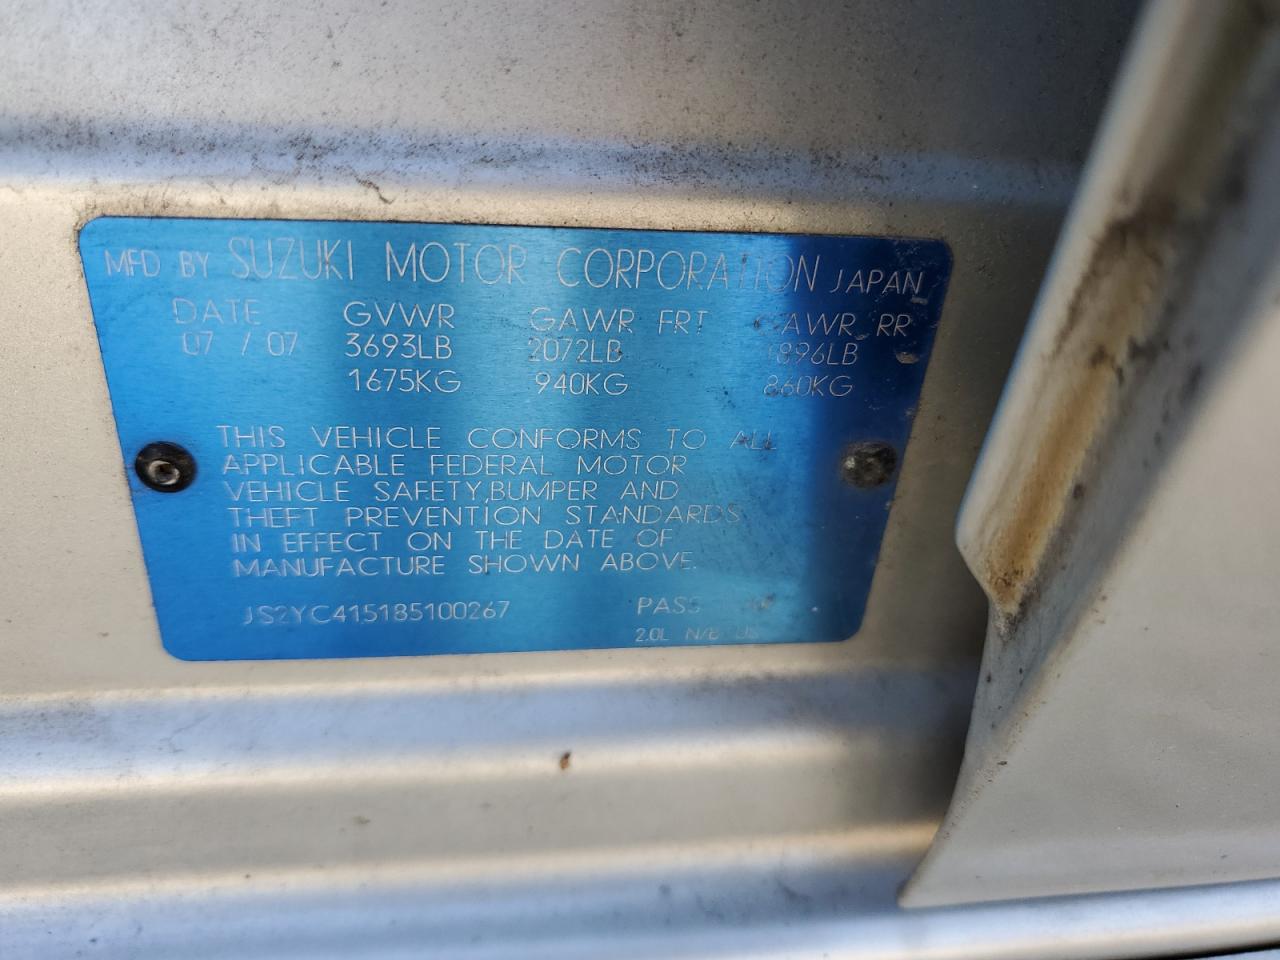 MFD BY SUZUKI MOTOR CORPORATION JAPAN
DATE GVWR GAWR FRT GAWR RR
07 / 07 3693LB 2072LB 1896LB
1675KG 940KG 860KG
THIS VEHICLE CONFORMS TO ALL
APPLICABLE FEDERAL MOTOR
VEHICLE SAFETY,BUMPER AND
THEFT PREVENTION STANDARDS
IN EFFECT ON THE DATE OF
MANUFACTURE SHOWN ABOVE.
JS2YC415185100267 PASS
2.0L N/B US